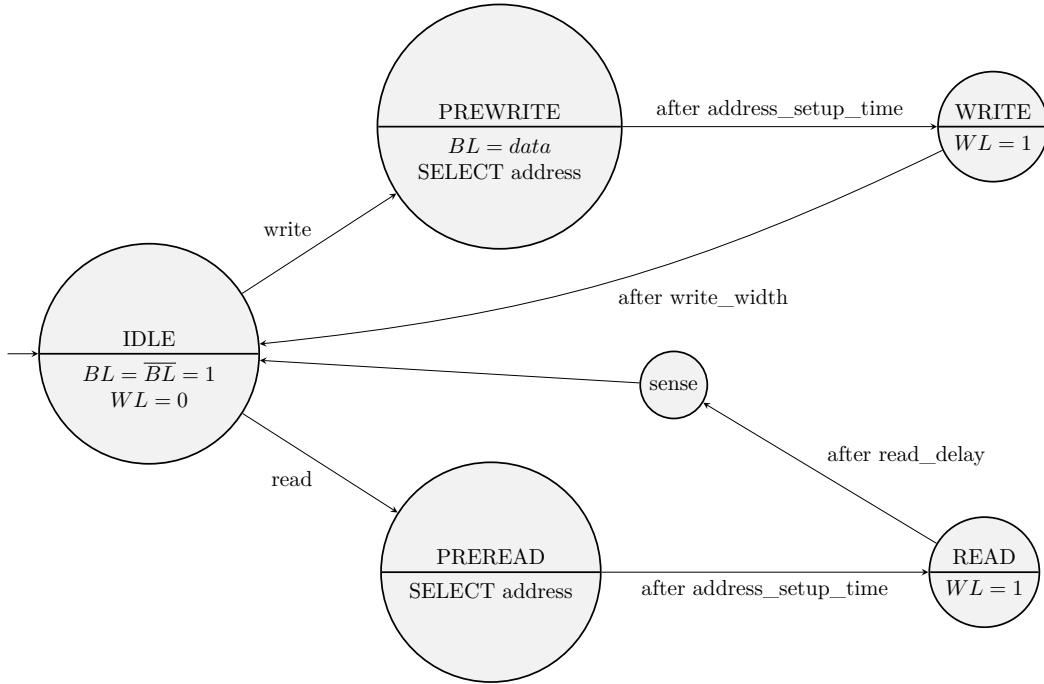 PREWRITE
BL = data
SELECT address
after address_setup_time
WRITE
WL = 1
write
after write_width
IDLE
BL = \overline{BL} = 1
WL = 0
sense
read
after read_delay
PREREAD
SELECT address
after address_setup_time
READ
WL = 1